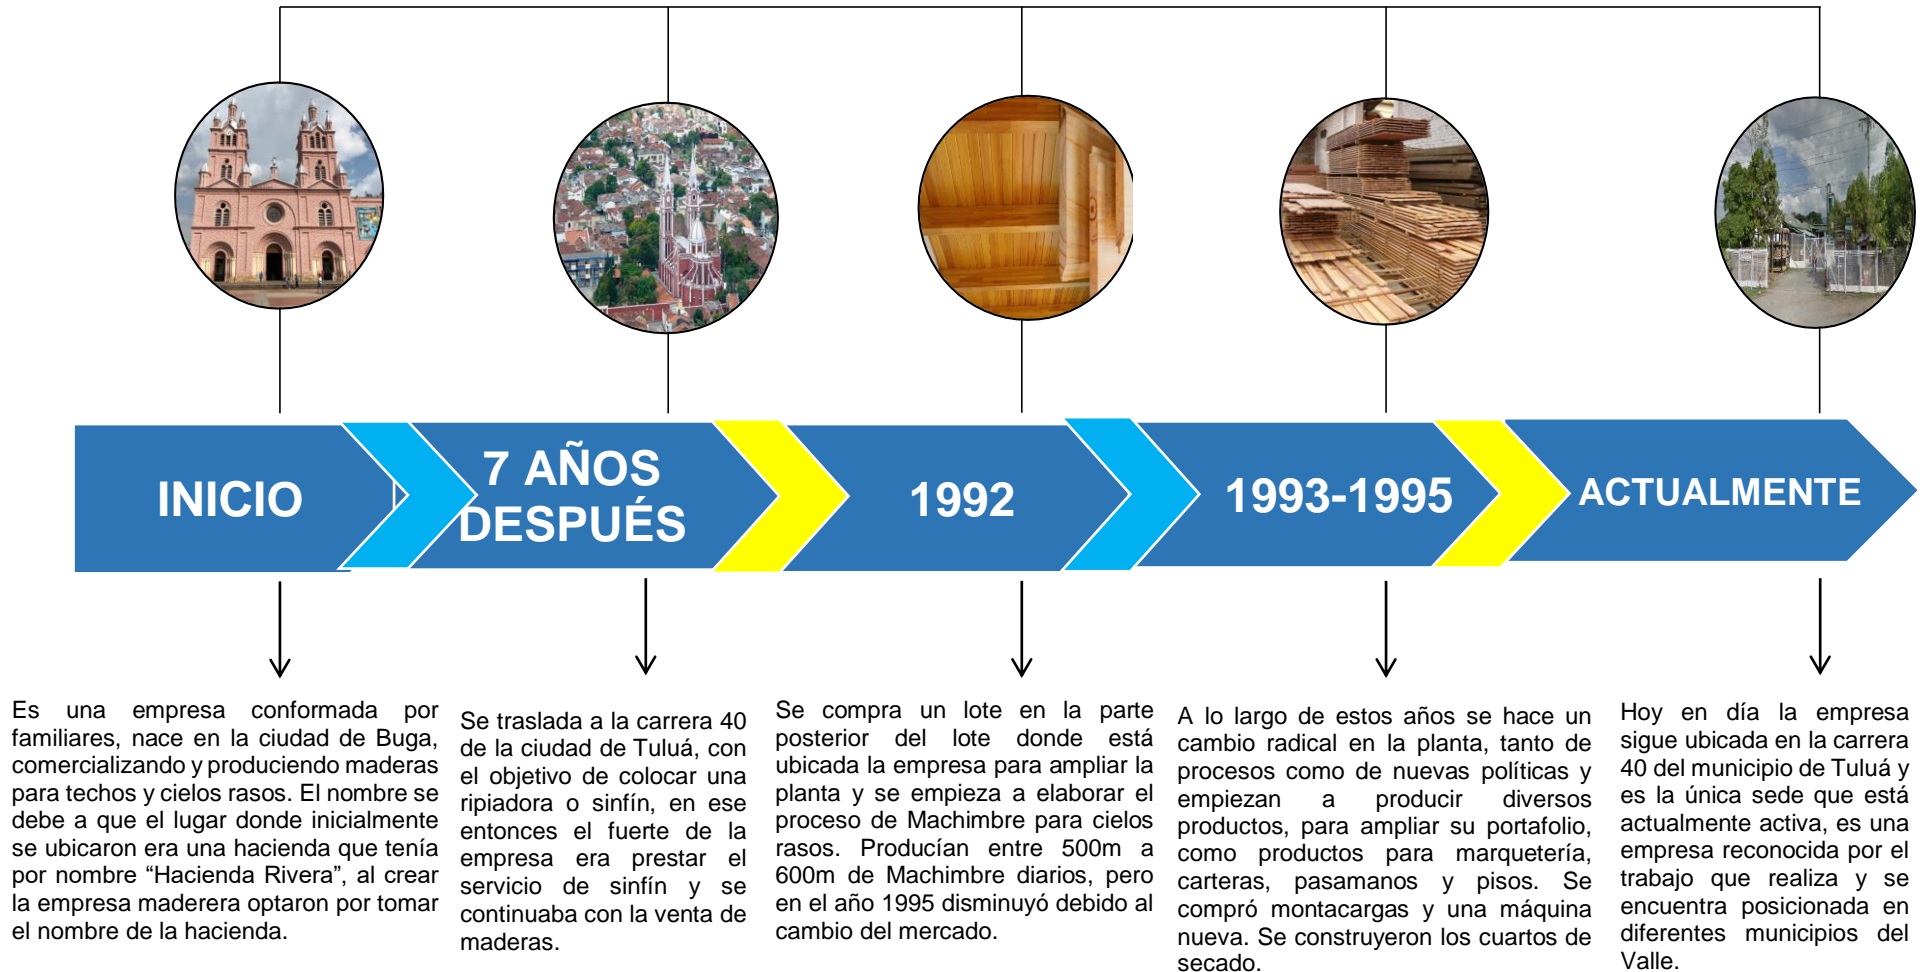 INICIO
7 AÑOS
DESPUÉS
1992
1993-1995
ACTUALMENTE
Es una empresa conformada por
familiares, nace en la ciudad de Buga,
comercializando y produciendo maderas
para techos y cielos rasos. El nombre se
debe a que el lugar donde inicialmente
se ubicaron era una hacienda que tenía
por nombre “Hacienda Rivera”, al crear
la empresa maderera optaron por tomar
el nombre de la hacienda.
Se traslada a la carrera 40
de la ciudad de Tuluá, con
el objetivo de colocar una
ripiadora o sinfín, en ese
entonces el fuerte de la
empresa era prestar el
servicio de sinfín y se
continuaba con la venta de
maderas.
Se compra un lote en la parte
posterior del lote donde está
ubicada la empresa para ampliar la
planta y se empieza a elaborar el
proceso de Machimbre para cielos
rasos. Producían entre 500m a
600m de Machimbre diarios, pero
en el año 1995 disminuyó debido al
cambio del mercado.
A lo largo de estos años se hace un
cambio radical en la planta, tanto de
procesos como de nuevas políticas y
empiezan a producir diversos
productos, para ampliar su portafolio,
como productos para marquetería,
carteras, pasamanos y pisos. Se
compró montacargas y una máquina
nueva. Se construyeron los cuartos de
secado.
Hoy en día la empresa
sigue ubicada en la carrera
40 del municipio de Tuluá y
es la única sede que está
actualmente activa, es una
empresa reconocida por el
trabajo que realiza y se
encuentra posicionada en
diferentes municipios del
Valle.